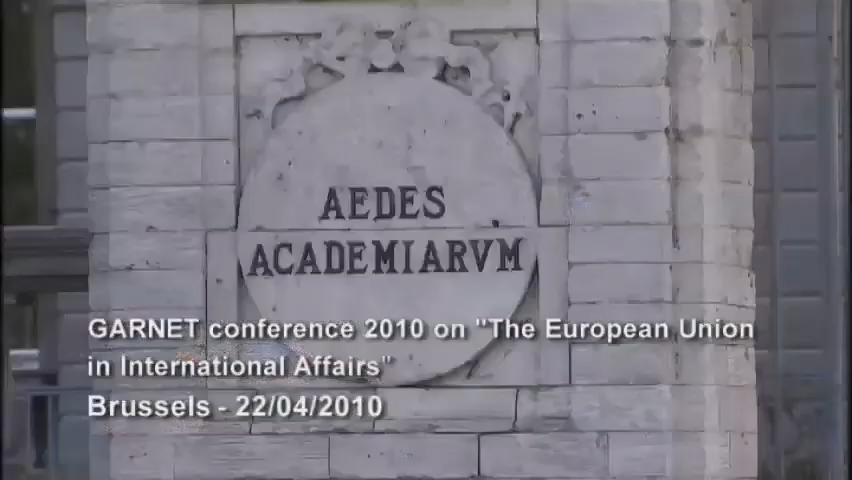 AEDES
ACADEMIARVM
GARNET conference 2010 on "The European Union
in International Affairs"
Brussels - 22/04/2010